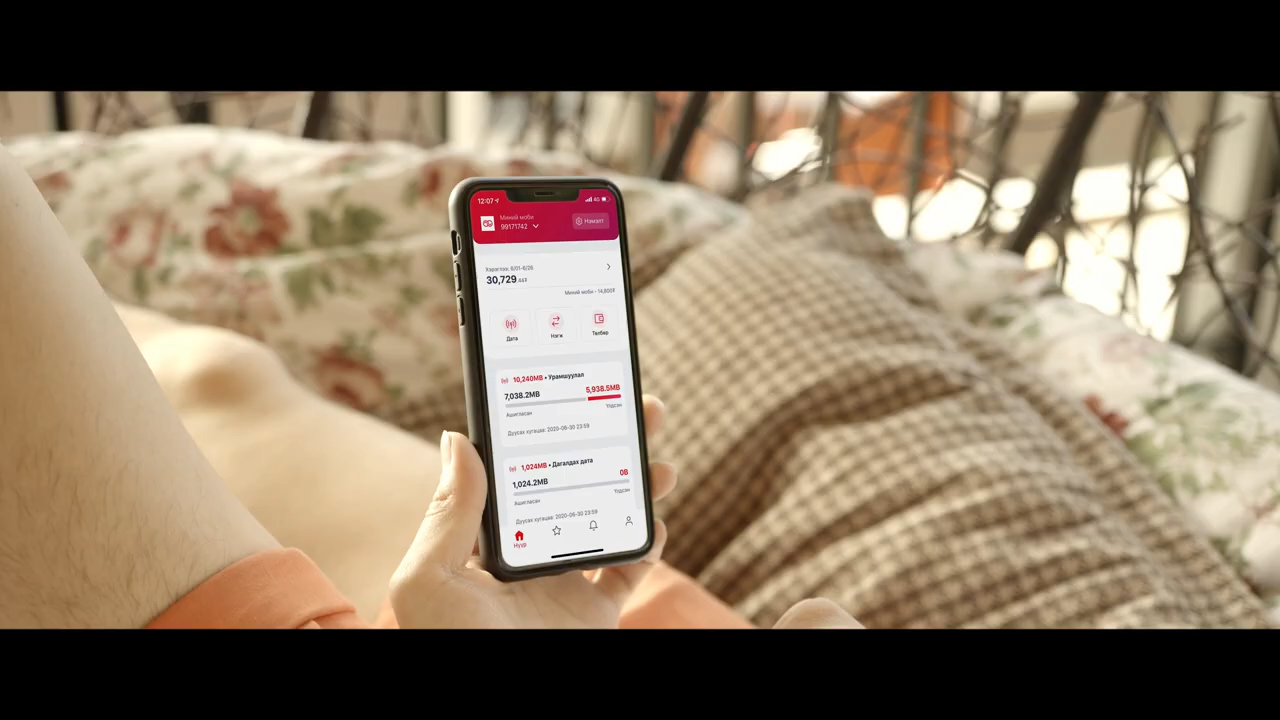 12:07
4G
Миний моби
99171742
Нэмэлт
Хэрэглээ: 6/01-6/26
30,729.44₮
Миний моби - 14,800₮
Дата
Нэгж
Төлбөр
10,240MB • Урамшуулал
7,038.2MB
5,938.5MB
Ашигласан
Үлдсэн
Дуусах хугацаа: 2020-06-30 23:59
1,024MB • Дагалдах дата
1,024.2MB
0B
Ашигласан
Үлдсэн
Дуусах хугацаа: 2020-06-30 23:59
Нүүр